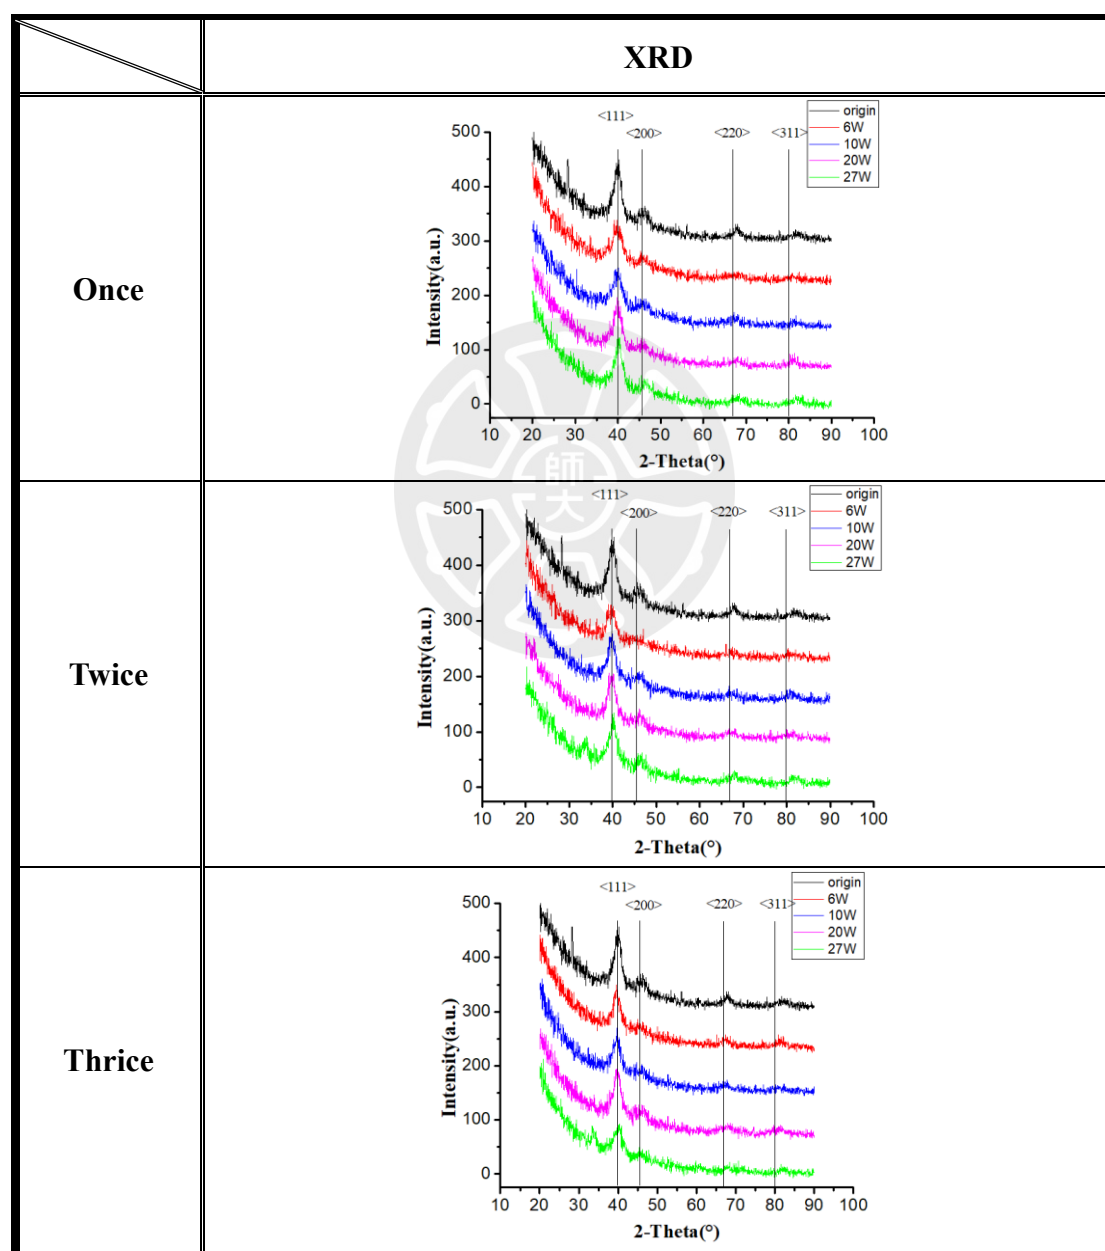 XRD
Once
<111>
<200>
<220>
<311>
origin
6W
10W
20W
27W
500
400
300
200
100
0
Intensity(a.u.)
10 20 30 40 50 60 70 80 90 100
2-Theta(°)
師大
Twice
<111>
<200>
<220>
<311>
origin
6W
10W
20W
27W
500
400
300
200
100
0
Intensity(a.u.)
10 20 30 40 50 60 70 80 90 100
2-Theta(°)
Thrice
<111>
<200>
<220>
<311>
origin
6W
10W
20W
27W
500
400
300
200
100
0
Intensity(a.u.)
10 20 30 40 50 60 70 80 90 100
2-Theta(°)